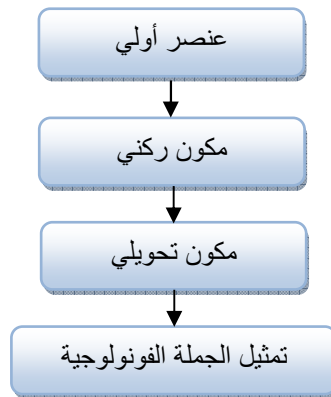 عنصر أولي
مكون ركني
مكون تحويلي
تمثيل الجملة الفونولوجية